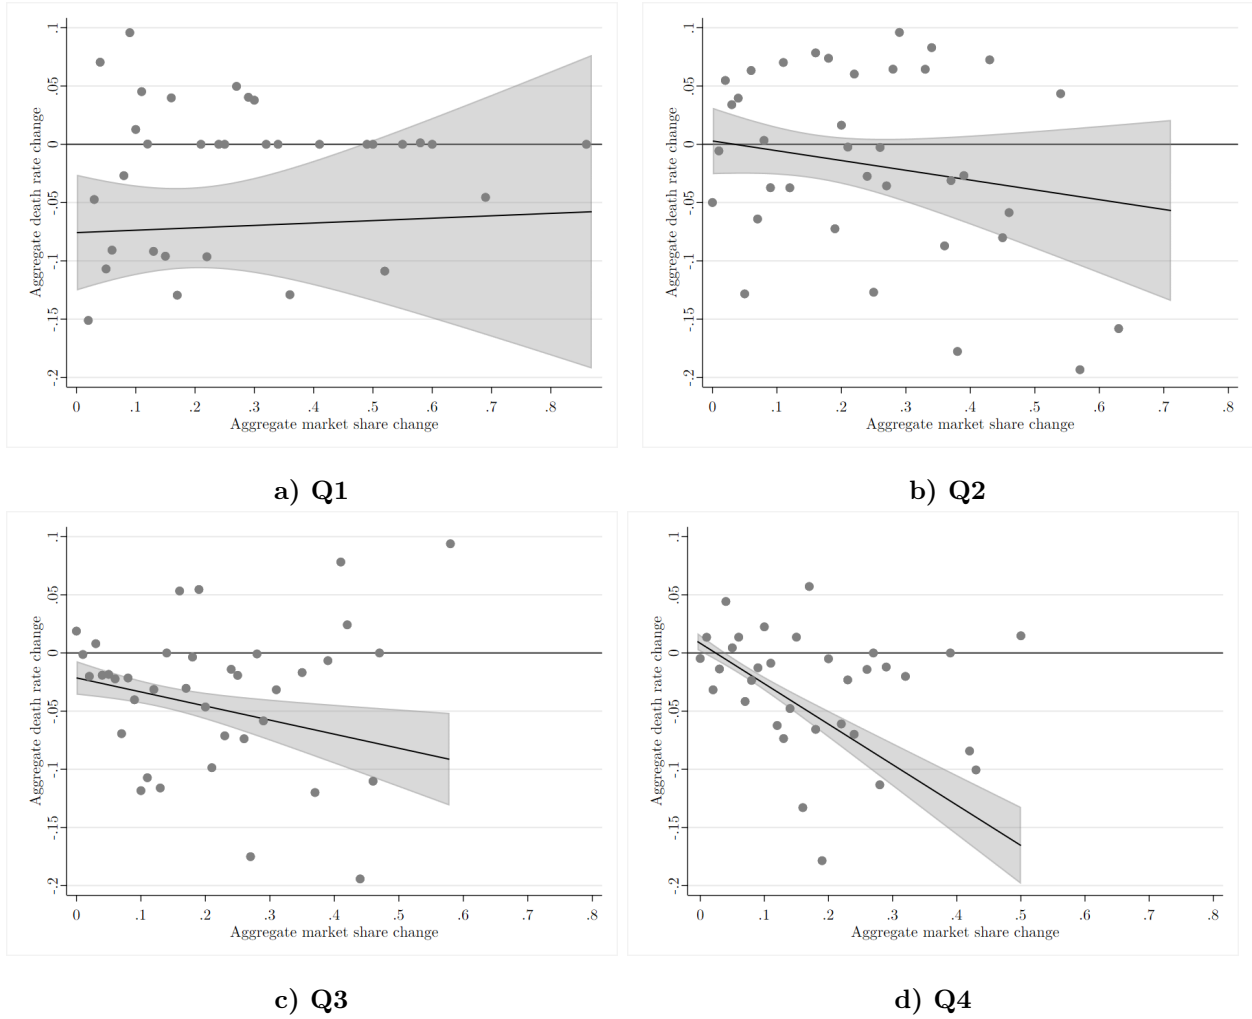 Aggregate death rate change
.1
.05
0
-.05
-.1
-.15
-.2
0 .1 .2 .3 .4 .5 .6 .7 .8
Aggregate market share change
a) Q1
Aggregate death rate change
.1
.05
0
-.05
-.1
-.15
-.2
0 .1 .2 .3 .4 .5 .6 .7 .8
Aggregate market share change
b) Q2
Aggregate death rate change
.1
.05
0
-.05
-.1
-.15
-.2
0 .1 .2 .3 .4 .5 .6 .7 .8
Aggregate market share change
c) Q3
Aggregate death rate change
.1
.05
0
-.05
-.1
-.15
-.2
0 .1 .2 .3 .4 .5 .6 .7 .8
Aggregate market share change
d) Q4